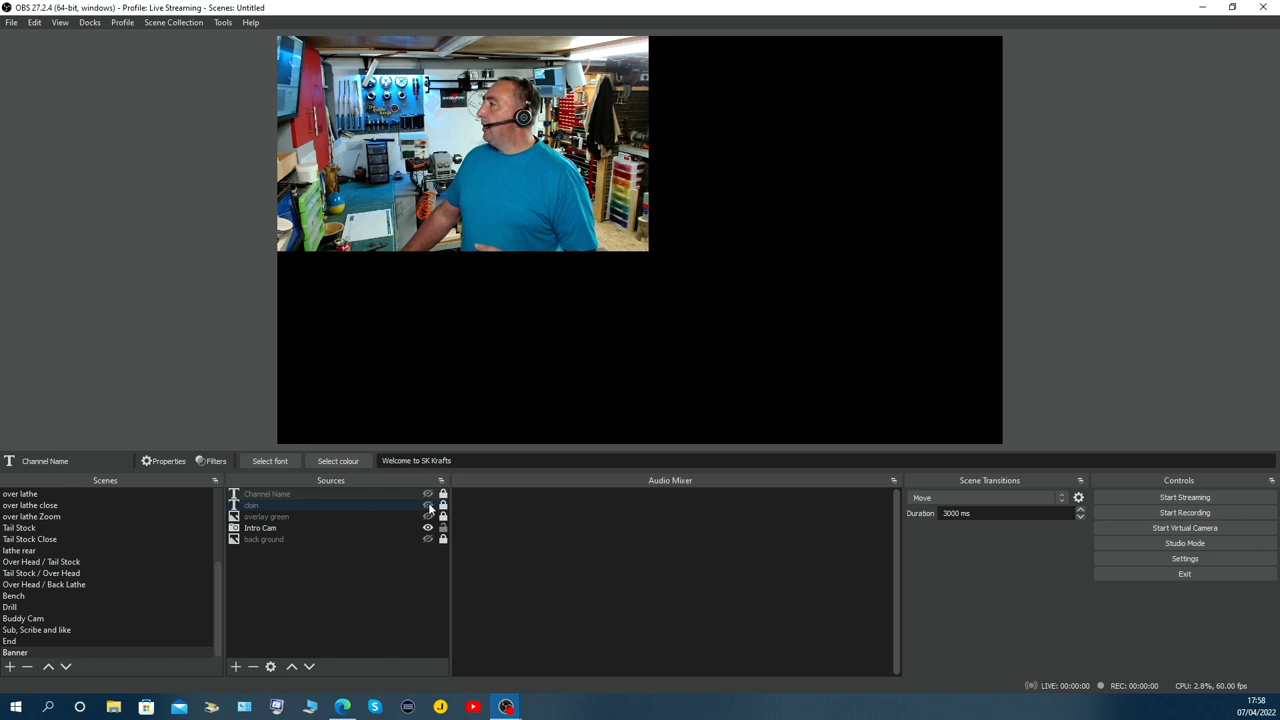 OBS 27.2.4 (64-bit, windows) - Profile: Live Streaming - Scenes: Untitled
File Edit View Docks Profile Scene Collection Tools Help
Channel Name Properties Filters Select font Select colour Welcome to SK Krafts
Scenes
over lathe
over lathe close
over lathe Zoom
Tail Stock
Tail Stock Close
lathe rear
Over Head / Tail Stock
Tail Stock / Over Head
Over Head / Back Lathe
Bench
Drill
Buddy Cam
Sub, Scribe and like
End
Banner
Sources
Channel Name
cloin
overlay green
Intro Cam
back ground
Audio Mixer
Scene Transitions
Move
Duration 3000 ms
Controls
Start Streaming
Start Recording
Start Virtual Camera
Studio Mode
Settings
Exit
LIVE: 00:00:00 REC: 00:00:00 CPU: 2.8%, 60.00 fps
17:58
07/04/2022